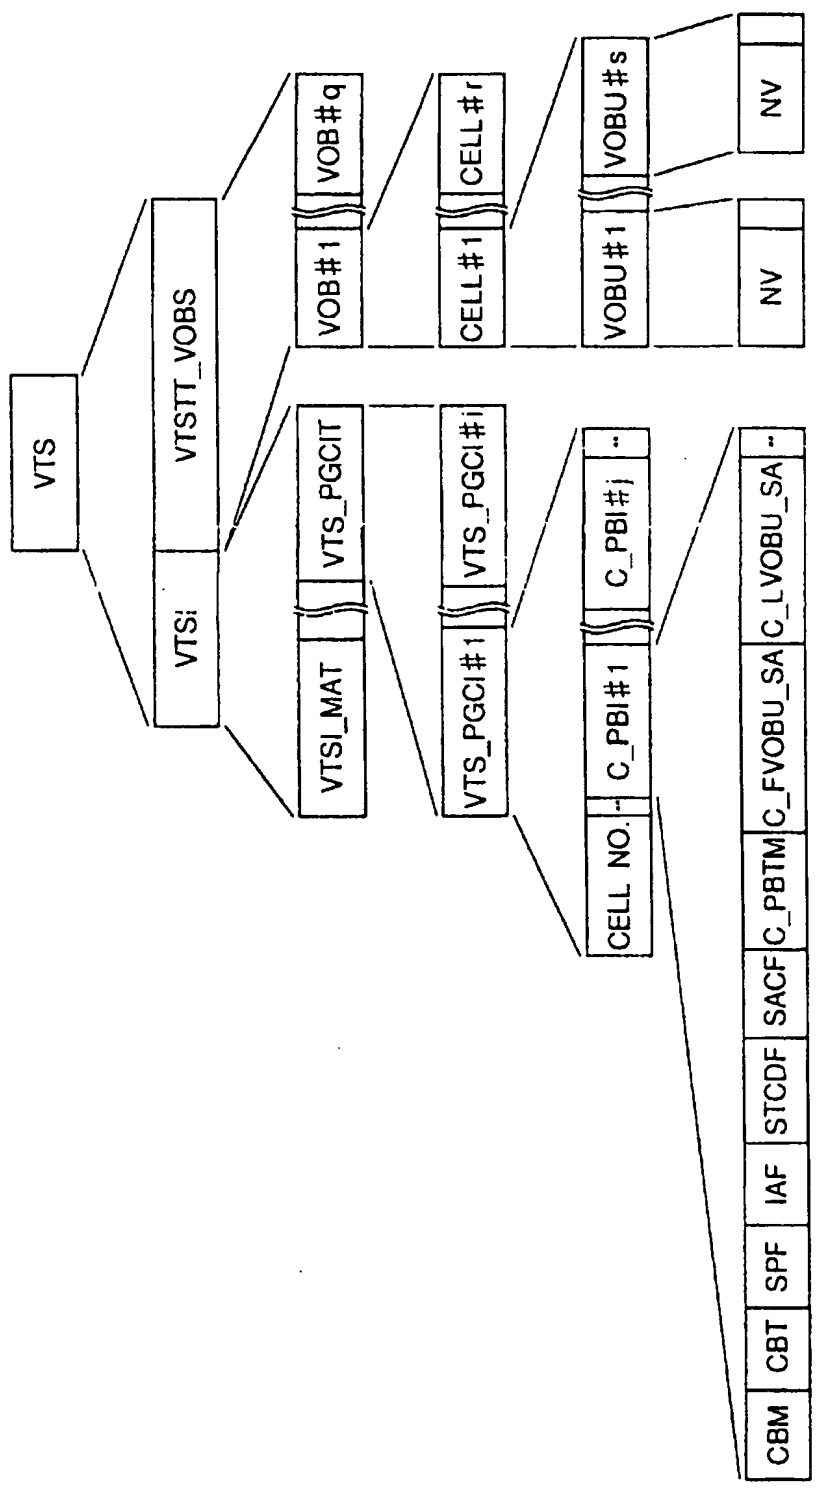 VTS
VTSI VTSTT_VOBS
VTSI_MAT VTS_PGCIT VOB#1 VOB#q
VTS_PGCI#1 VTS_PGCI#i CELL#1 CELL#r
CELL NO. -- C_PBI#1 C_PBI#j -- VOBU#1 VOBU#s
CBM CBT SPF IAF STCDF SACF C_PBTM C_FVOBU_SA C_LVOBU_SA -- NV NV